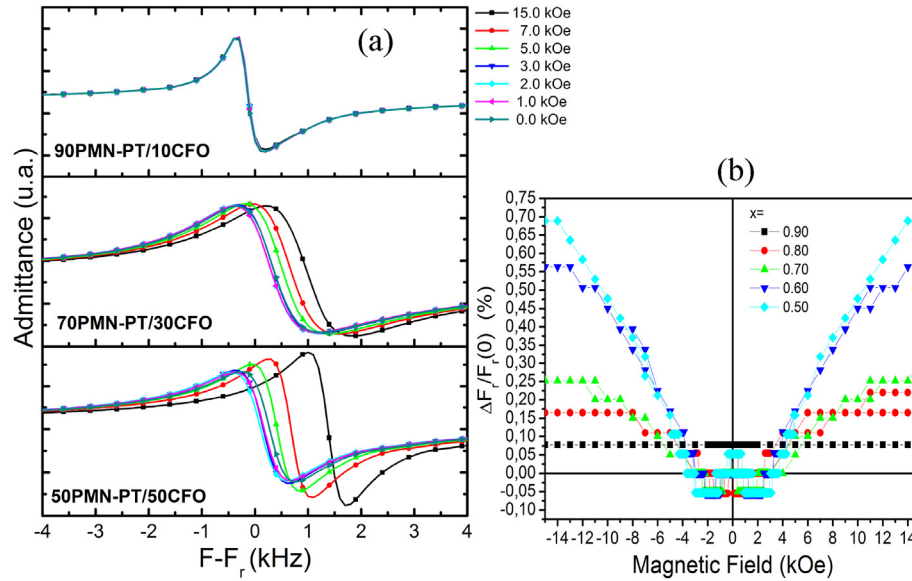 (a)
Admittance (u.a.)
90PMN-PT/10CFO
70PMN-PT/30CFO
50PMN-PT/50CFO
-4 -3 -2 -1 0 1 2 3 4
F-Fr (kHz)
15.0 kOe
7.0 kOe
5.0 kOe
3.0 kOe
2.0 kOe
1.0 kOe
0.0 kOe
(b)
ΔFr/Fr(0) (%)
0,75
0,70
0,65
0,60
0,55
0,50
0,45
0,40
0,35
0,30
0,25
0,20
0,15
0,10
0,05
0,00
-0,05
0,10
x=
0.90
0.80
0.70
0.60
0.50
-14 -12 -10 -8 -6 -4 -2 0 2 4 6 8 10 12 14
Magnetic Field (kOe)